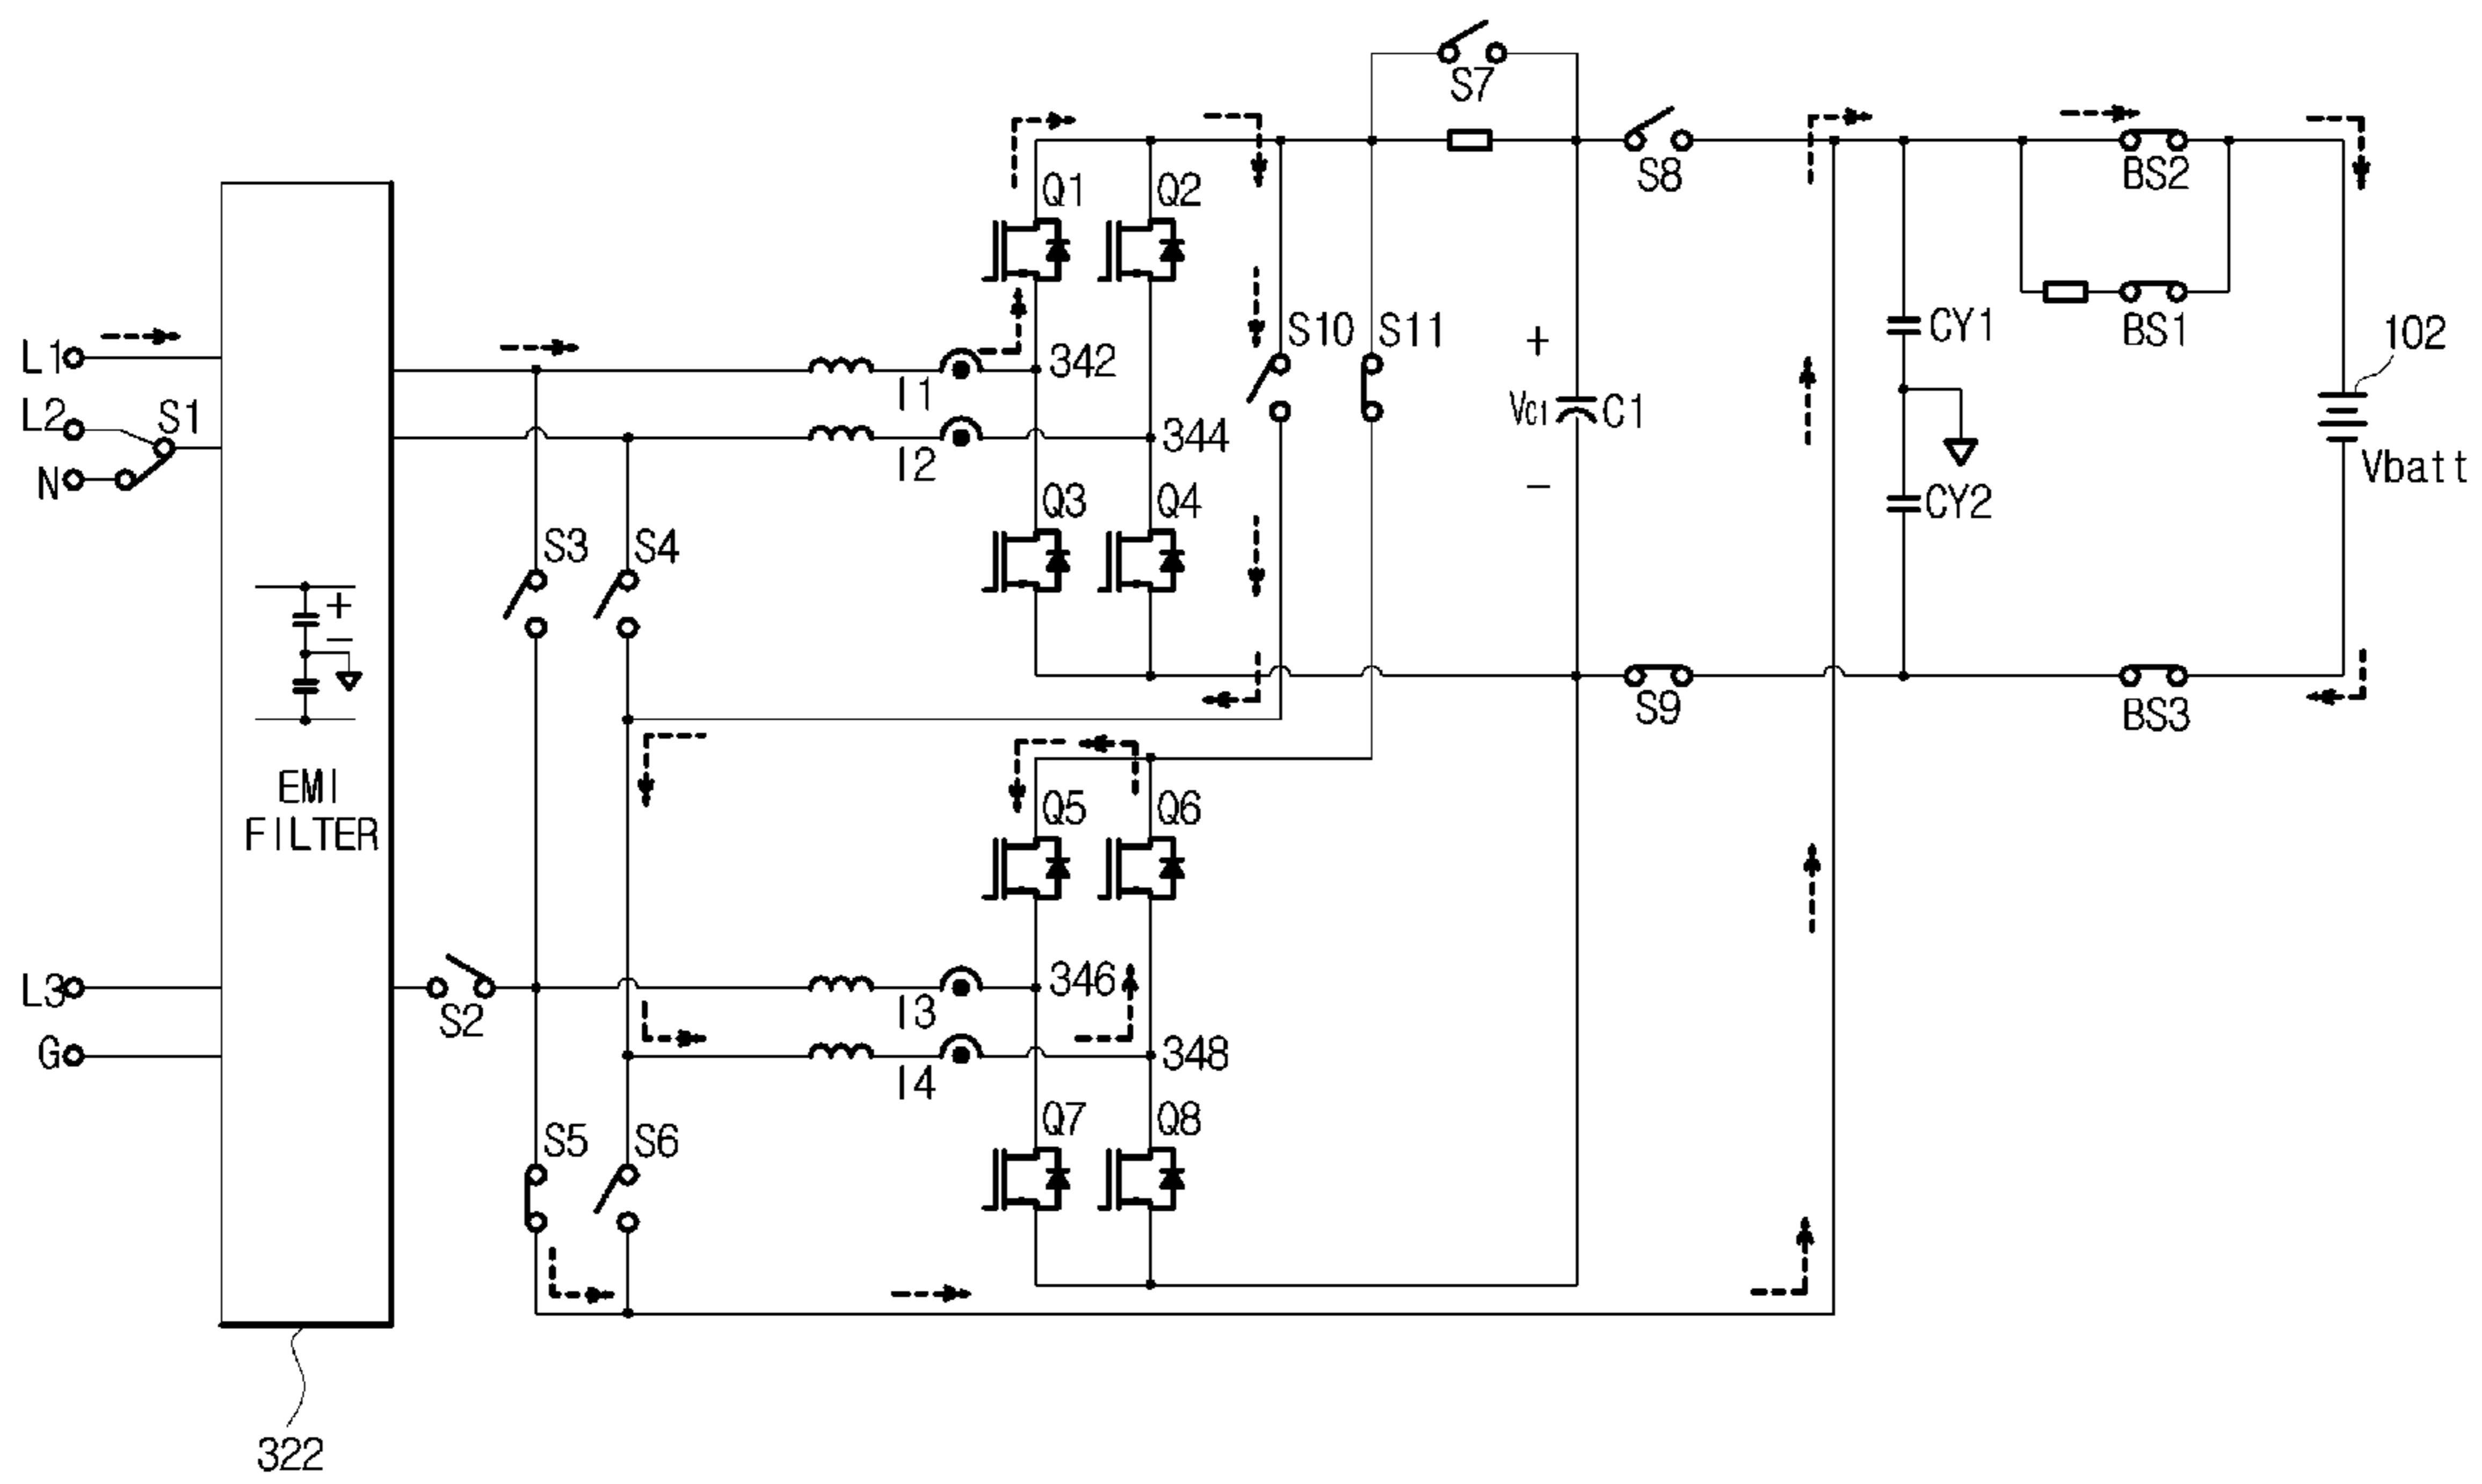 S7
Q1
Q2
S8
BS2
BS1
CY1
102
L1
L2
S1
N
342
I1
344
I2
S10
S11
+
Vc1
C1
−
Vbatt
CY2
Q3
Q4
S3
S4
+
−
S9
BS3
EMI
FILTER
Q5
Q6
L3
S2
346
I3
G
348
I4
Q7
Q8
S5
S6
322